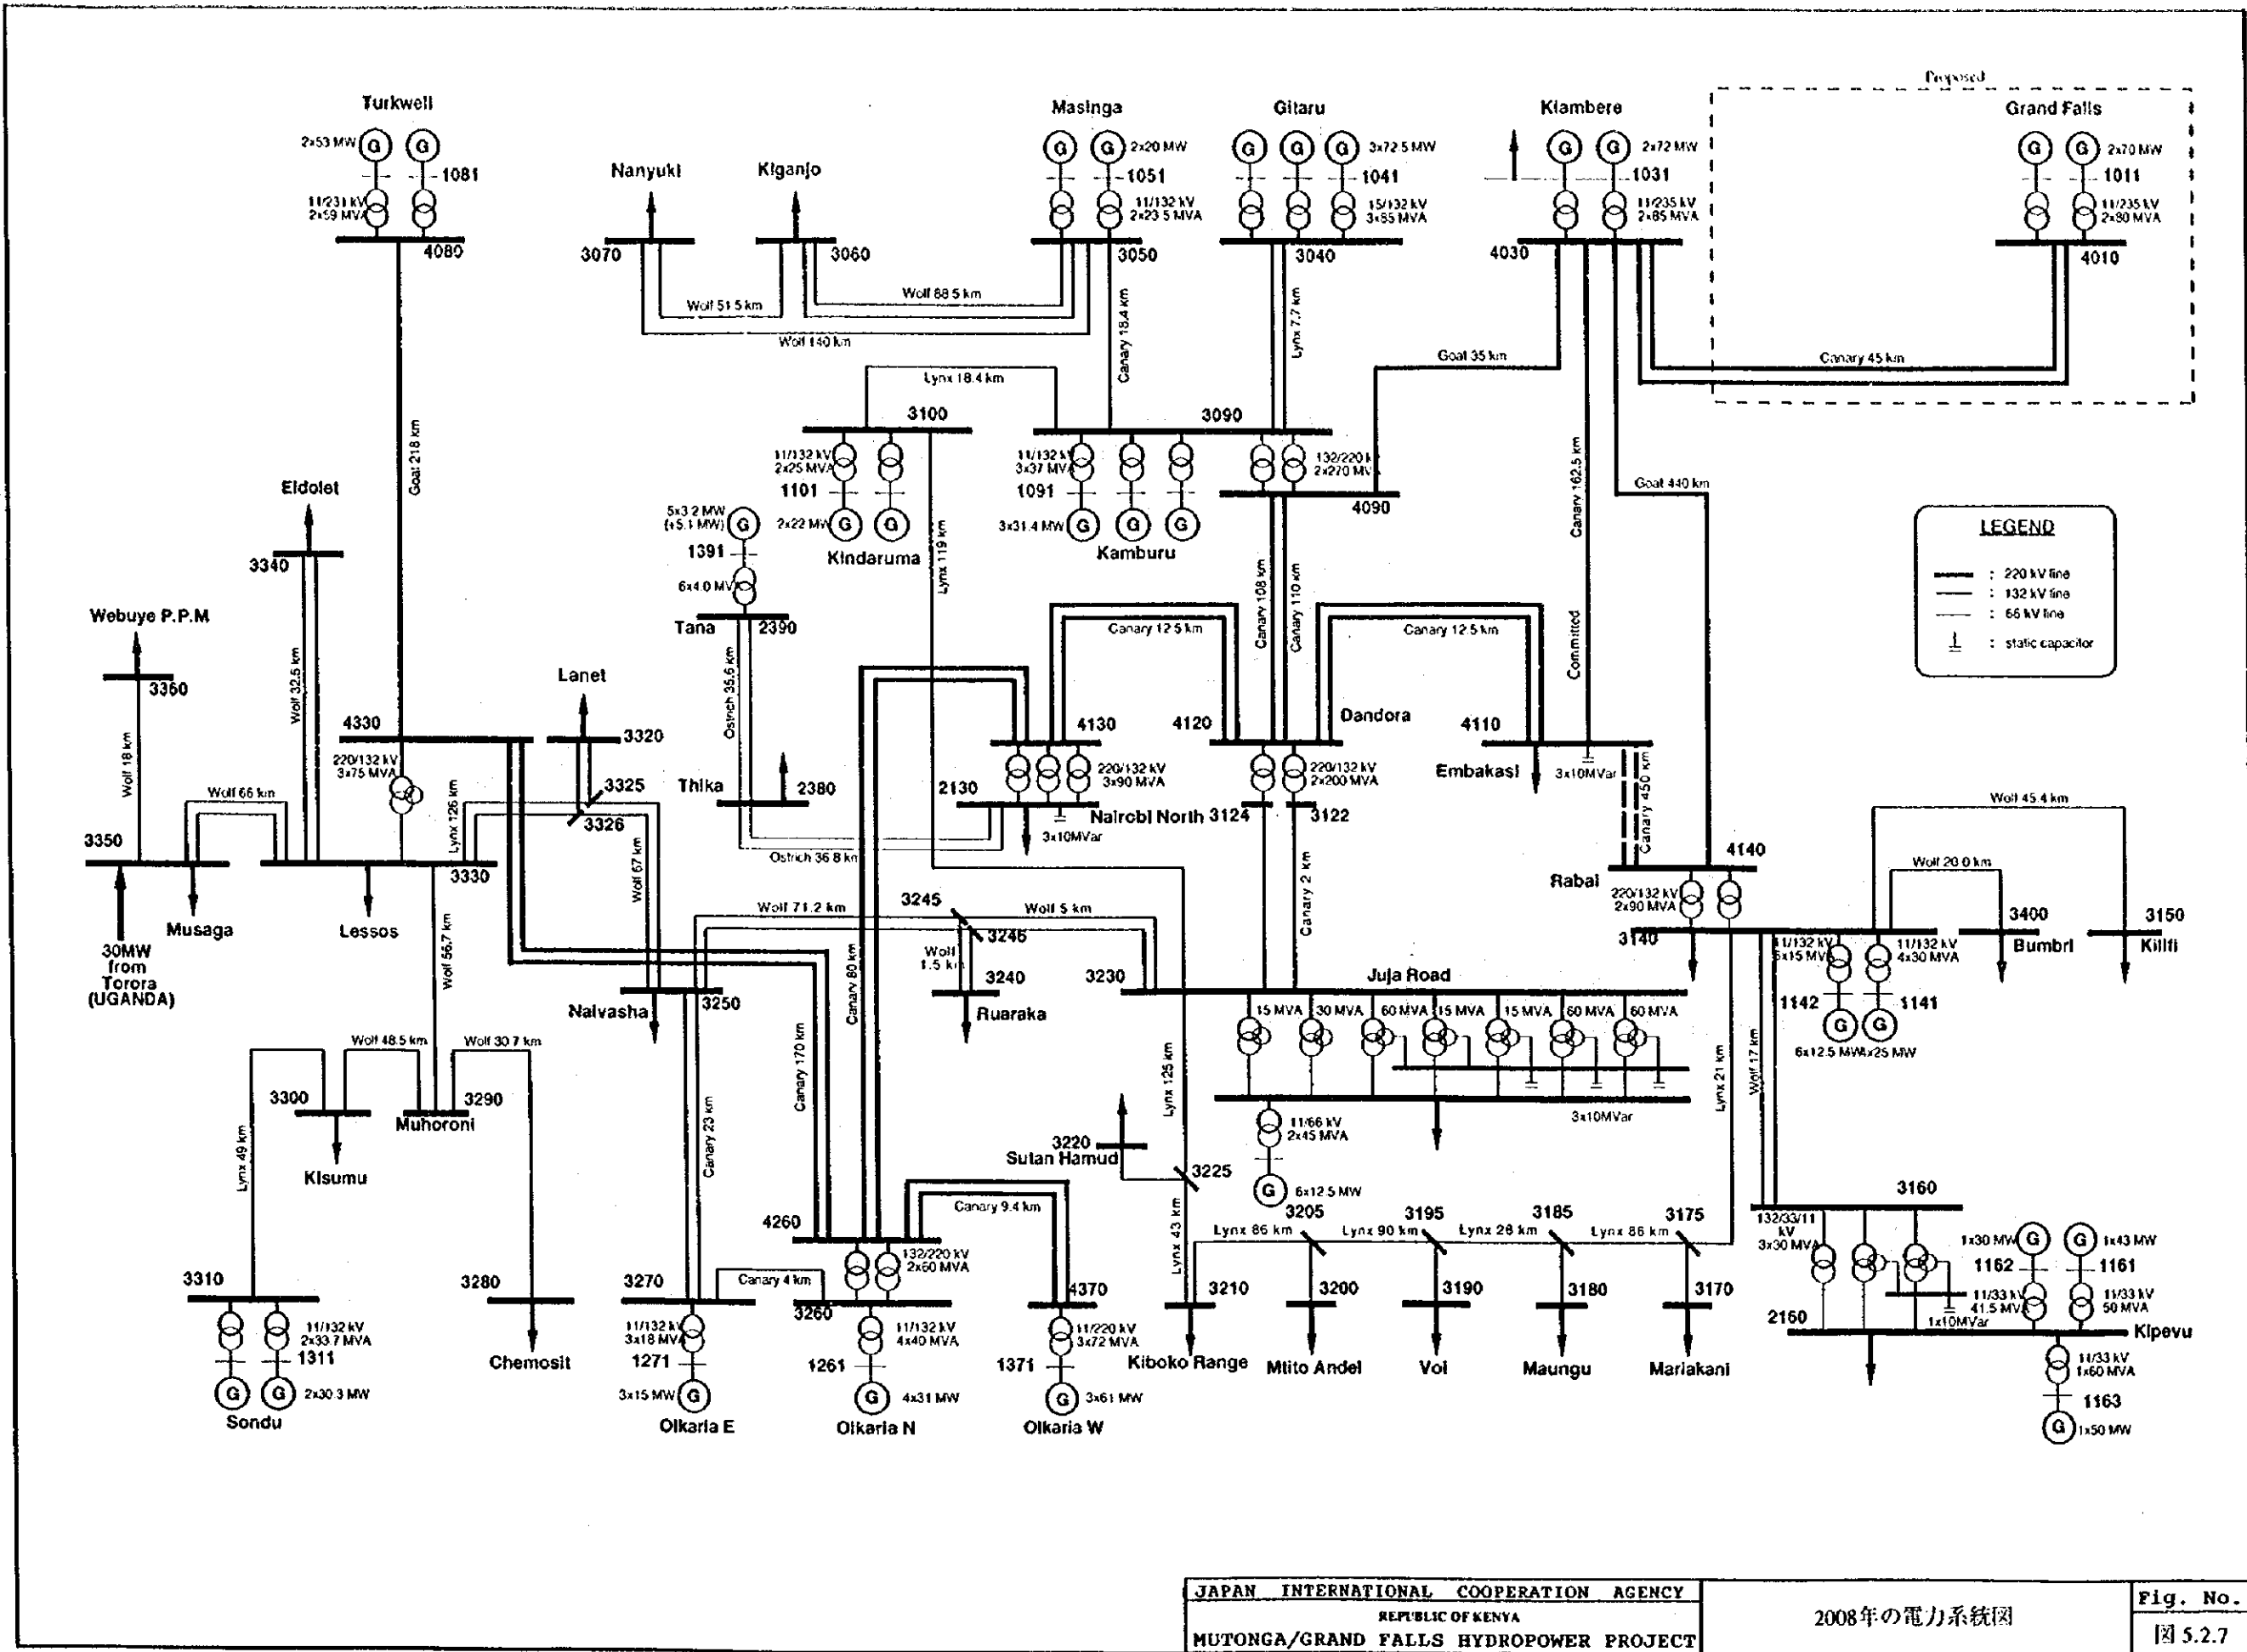 Proposed
Turkwell
2x53 MW
G
G
1081
11/231 kV
2x59 MVA
4080
Nanyuki
3070
Kiganjo
3060
Masinga
G
G
2x20 MW
1051
11/132 kV
2x23.5 MVA
3050
Gitaru
G
G
G
3x72.5 MW
1041
15/132 kV
3x85 MVA
3040
Kiambere
G
G
2x72 MW
1031
11/235 kV
2x85 MVA
4030
Grand Falls
G
G
2x70 MW
1011
11/235 kV
2x80 MVA
4010
Wolf 51.5 km
Wolf 88.5 km
Wolf 140 km
Canary 18.4 km
Lynx 7.7 km
Goat 35 km
Canary 45 km
Lynx 18.4 km
Goat 218 km
3100
11/132 kV
2x25 MVA
1101
2x22 MW
G
G
Kindaruma
Lynx 119 km
3090
11/132 kV
3x37 MVA
1091
3x31.4 MW
G
G
G
Kamburu
132/220 k
2x270 MVA
4090
Canary 162.5 km
Committed
Goat 440 km
LEGEND
: 220 kV line
: 132 kV line
: 66 kV line
: static capacitor
Eldolet
3340
Wolf 32.5 km
Webuye P.P.M
3360
Wolf 18 km
5x3.2 MW
(+5.1 MW)
G
1391
6x4.0 MV
Tana
2390
Ostrich 35.6 km
Canary 108 km
Canary 110 km
Canary 12.5 km
Canary 12.5 km
Lanet
3320
3325
3326
4330
220/132 kV
3x75 MVA
Lynx 126 km
Wolf 67 km
Thika
2380
Ostrich 36.8 km
4130
220/132 kV
3x90 MVA
2130
Nairobi North
3x10MVar
4120
Dandora
220/132 kV
2x200 MVA
3124
3122
Canary 2 km
4110
Embakasi
3x10MVar
Canary 450 km
4140
Rabai
220/132 kV
2x90 MVA
3140
Wolf 45.4 km
Wolf 20.0 km
3400
Bumbri
3150
Killfi
Wolf 66 km
3350
30MW
from
Torora
(UGANDA)
Musaga
Lessos
3330
Wolf 56.7 km
Wolf 71.2 km
3245
Wolf 5 km
3246
Wolf
1.5 k
3240
Ruaraka
Naivasha
3250
Canary 80 km
Canary 170 km
Canary 23 km
3230
Juja Road
15 MVA
30 MVA
60 MVA
15 MVA
15 MVA
60 MVA
60 MVA
3x10MVar
11/66 kV
2x45 MVA
G
6x12.5 MW
11/132 kV
6x15 MVA
1142
G
6x12.5 MW
11/132 kV
4x30 MVA
1141
G
4x25 MW
Lynx 21 km
Wolf 17 km
Wolf 48.5 km
Wolf 30.7 km
3300
Kisumu
3290
Muhoroni
Lynx 49 km
3310
11/132 kV
2x33.7 MVA
1311
G
G
2x30.3 MW
Sondu
3280
Chemosit
3270
11/132 kV
3x18 MVA
1271
3x15 MW
G
Olkaria E
Canary 4 km
4260
132/220 kV
2x60 MVA
3260
11/132 kV
4x40 MVA
1261
G
4x31 MW
Olkaria N
Canary 9.4 km
4370
11/220 kV
3x72 MVA
1371
G
3x61 MW
Olkaria W
Lynx 125 km
3220
Sutan Hamud
3225
Lynx 43 km
3210
Kiboko Range
Lynx 86 km
3205
3200
Mtito Andel
Lynx 90 km
3195
3190
Voi
Lynx 26 km
3185
3180
Maungu
Lynx 86 km
3175
3170
Mariakani
3160
132/33/11
kV
3x30 MVA
1x10MVar
2160
Kipevu
1x30 MW
G
1162
11/33 kV
41.5 MVA
G
1x43 MW
1161
11/33 kV
50 MVA
11/33 kV
1x60 MVA
1163
G
1x50 MW
JAPAN INTERNATIONAL COOPERATION AGENCY
REPUBLIC OF KENYA
MUTONGA/GRAND FALLS HYDROPOWER PROJECT
2008年の電力系統図
Fig. No.
図 5.2.7